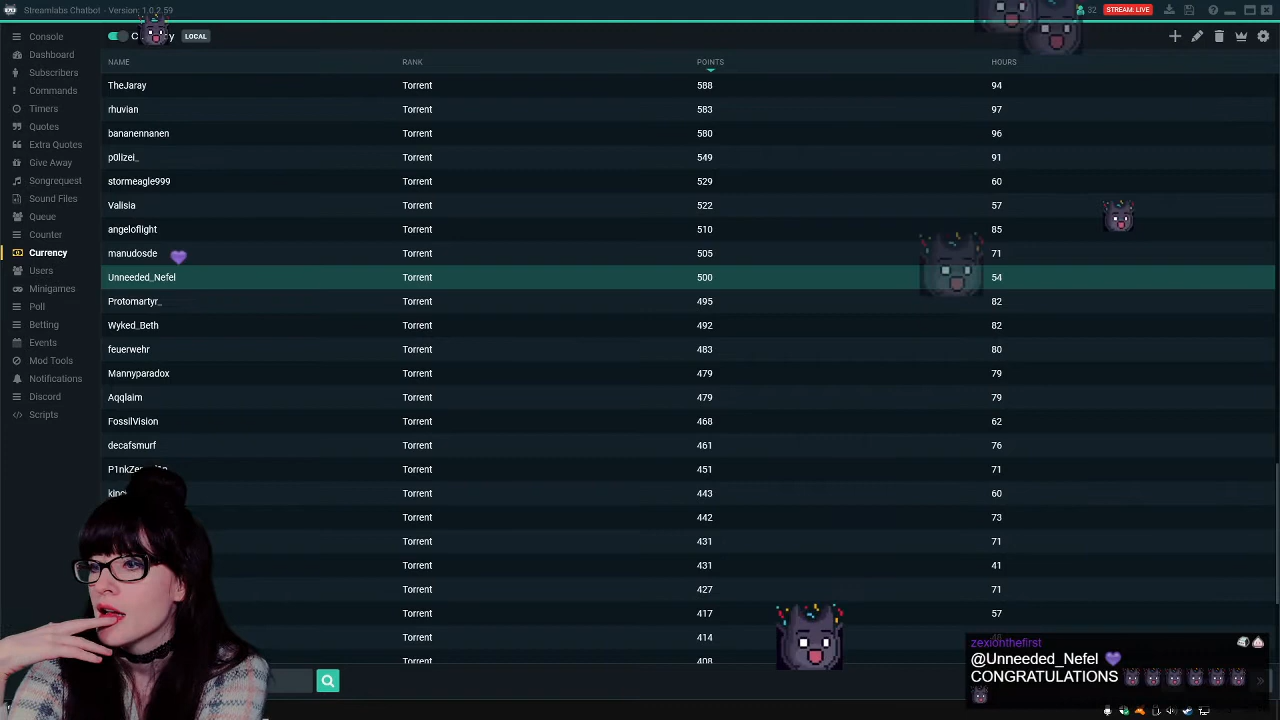 Streamlabs Chatbot - Version: 1.0.2.59
32 STREAM: LIVE
LOCAL
Console
Dashboard
Subscribers
Commands
Timers
Quotes
Extra Quotes
Give Away
Songrequest
Sound Files
Queue
Counter
Currency
Users
Minigames
Poll
Betting
Events
Mod Tools
Notifications
Discord
Scripts
NAME RANK POINTS HOURS
TheJaray Torrent 588 94
rhuvian Torrent 583 97
bananennanen Torrent 580 96
p0lizei_ Torrent 549 91
stormeagle999 Torrent 529 60
Valisia Torrent 522 57
angeloflight Torrent 510 85
manudosde Torrent 505 71
Unneeded_Nefel Torrent 500 54
Protomartyr_ Torrent 495 82
Wyked_Beth Torrent 492 82
feuerwehr Torrent 483 80
Mannyparadox Torrent 479 79
Aqqlaim Torrent 479 79
FossilVision Torrent 468 62
decafsmurf Torrent 461 76
Torrent 451 71
Torrent 443 60
Torrent 442 73
Torrent 431 71
Torrent 431 41
Torrent 427 71
Torrent 417 57
Torrent 414
Torrent 408
zexionthefirst
@Unneeded_Nefel
CONGRATULATIONS